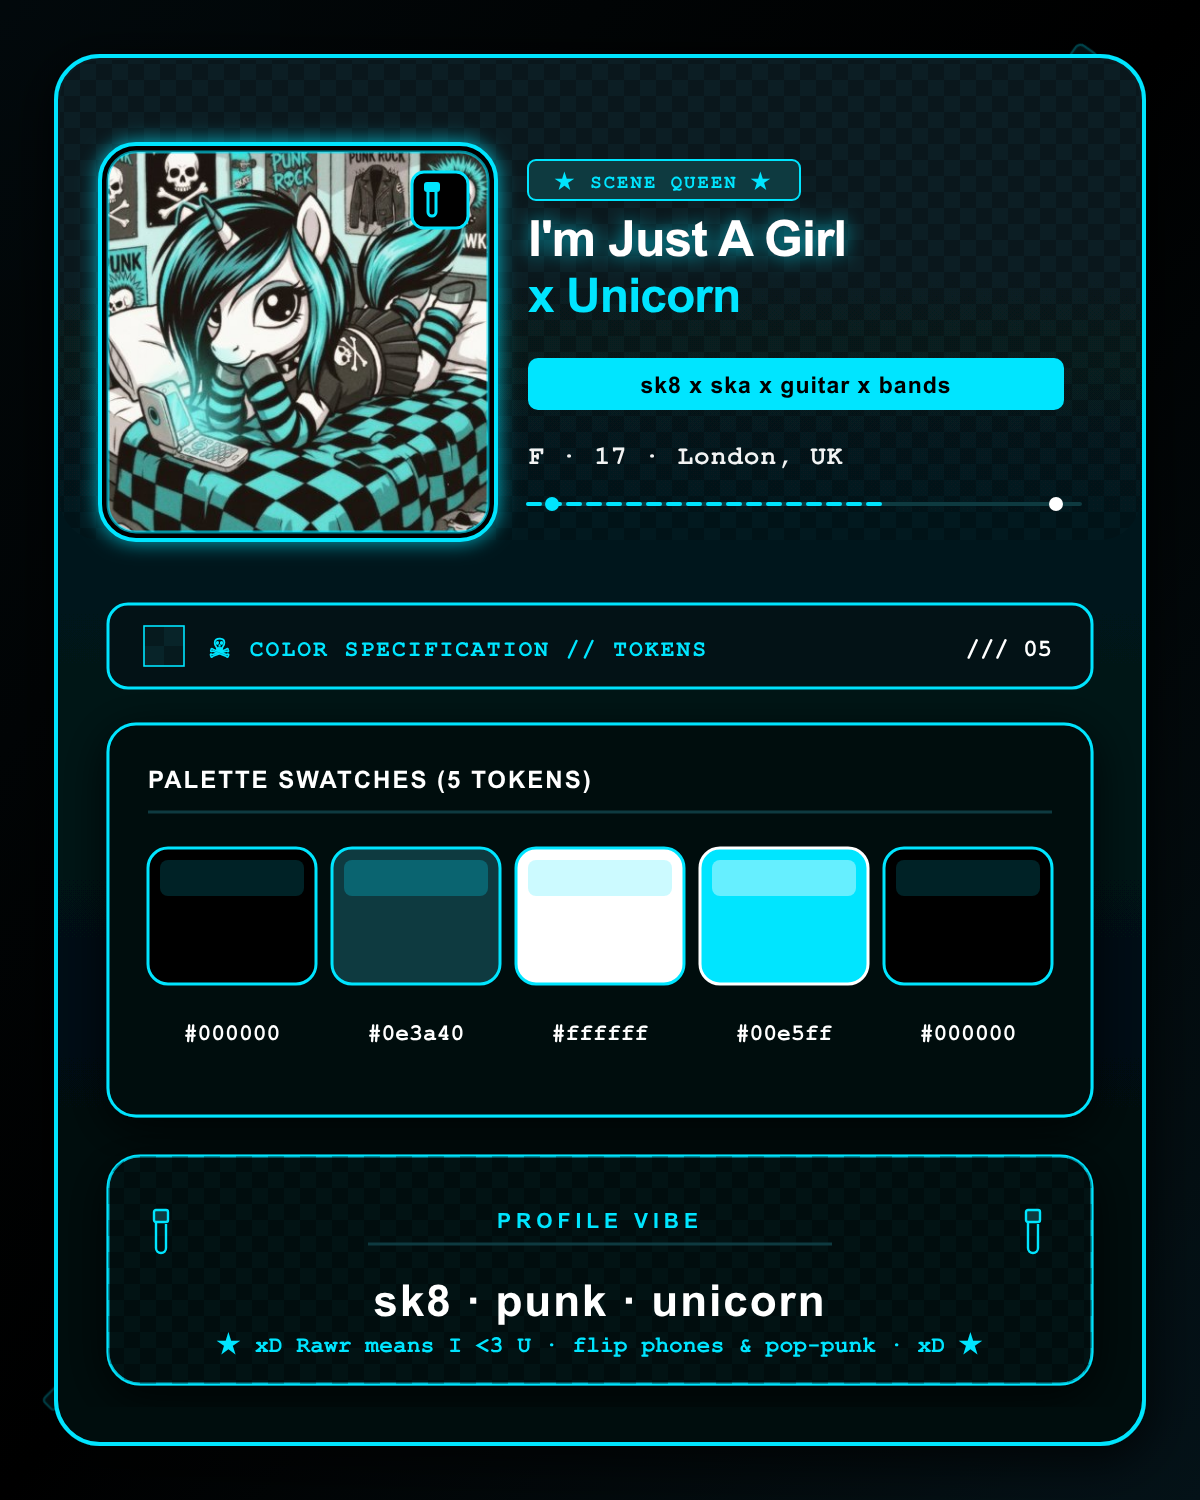 PUNK
ROCK
PUNK ROCK
PUNK
★ SCENE QUEEN ★
I'm Just A Girl
x Unicorn
sk8 x ska x guitar x bands
F · 17 · London, UK
☠ COLOR SPECIFICATION // TOKENS
/// 05
PALETTE SWATCHES (5 TOKENS)
#000000 #0e3a40 #ffffff #00e5ff #000000
PROFILE VIBE
sk8 · punk · unicorn
★ xD Rawr means I <3 U · flip phones & pop-punk · xD ★